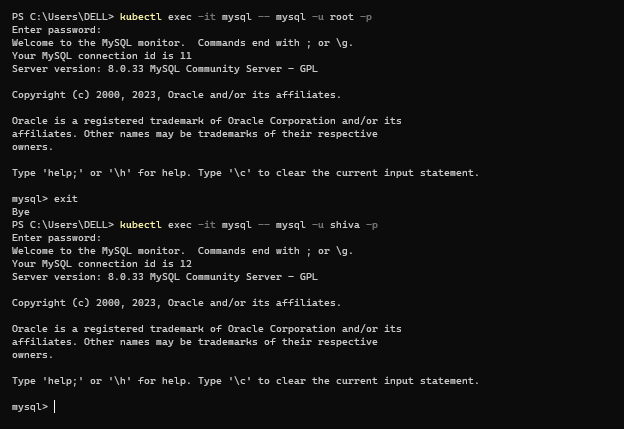 PS C:\Users\DELL> kubectl exec -it mysql -- mysql -u root -p
Enter password:
Welcome to the MySQL monitor.  Commands end with ; or \g.
Your MySQL connection id is 11
Server version: 8.0.33 MySQL Community Server - GPL

Copyright (c) 2000, 2023, Oracle and/or its affiliates.

Oracle is a registered trademark of Oracle Corporation and/or its
affiliates. Other names may be trademarks of their respective
owners.

Type 'help;' or '\h' for help. Type '\c' to clear the current input statement.

mysql> exit
Bye
PS C:\Users\DELL> kubectl exec -it mysql -- mysql -u shiva -p
Enter password:
Welcome to the MySQL monitor.  Commands end with ; or \g.
Your MySQL connection id is 12
Server version: 8.0.33 MySQL Community Server - GPL

Copyright (c) 2000, 2023, Oracle and/or its affiliates.

Oracle is a registered trademark of Oracle Corporation and/or its
affiliates. Other names may be trademarks of their respective
owners.

Type 'help;' or '\h' for help. Type '\c' to clear the current input statement.

mysql>